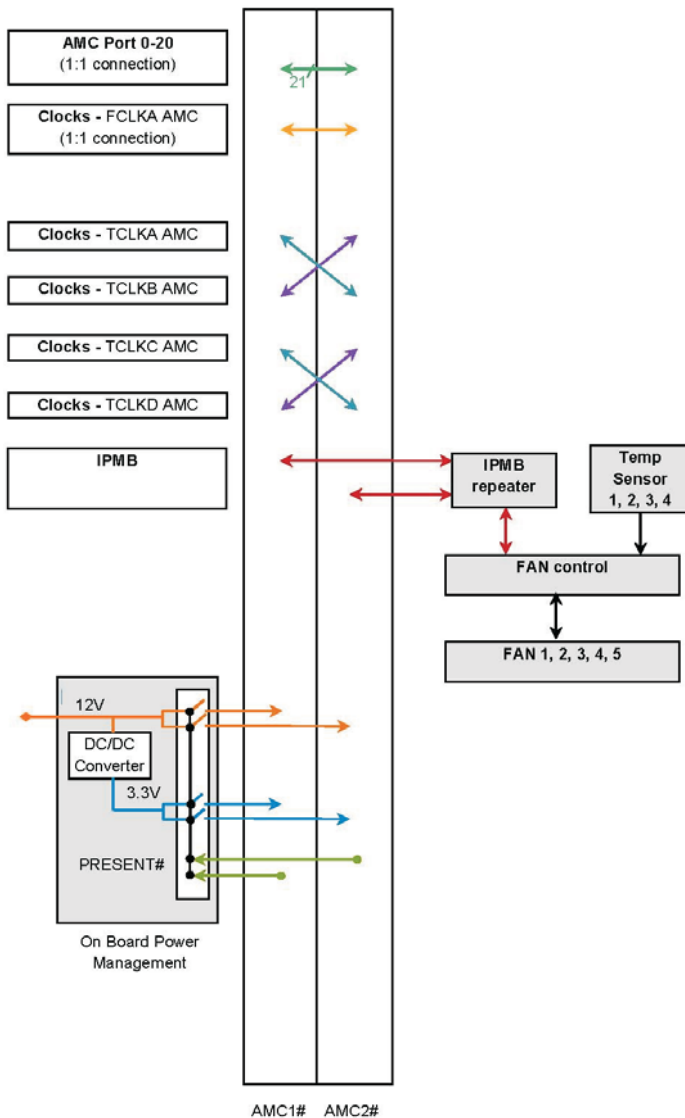 AMC Port 0-20
(1:1 connection)
21
Clocks - FCLKA AMC
(1:1 connection)
Clocks - TCLKA AMC
Clocks - TCLKB AMC
Clocks - TCLKC AMC
Clocks - TCLKD AMC
IPMB
IPMB
repeater
Temp
Sensor
1, 2, 3, 4
FAN control
FAN 1, 2, 3, 4, 5
12V
DC/DC
Converter
3.3V
PRESENT#
On Board Power
Management
AMC1# AMC2#